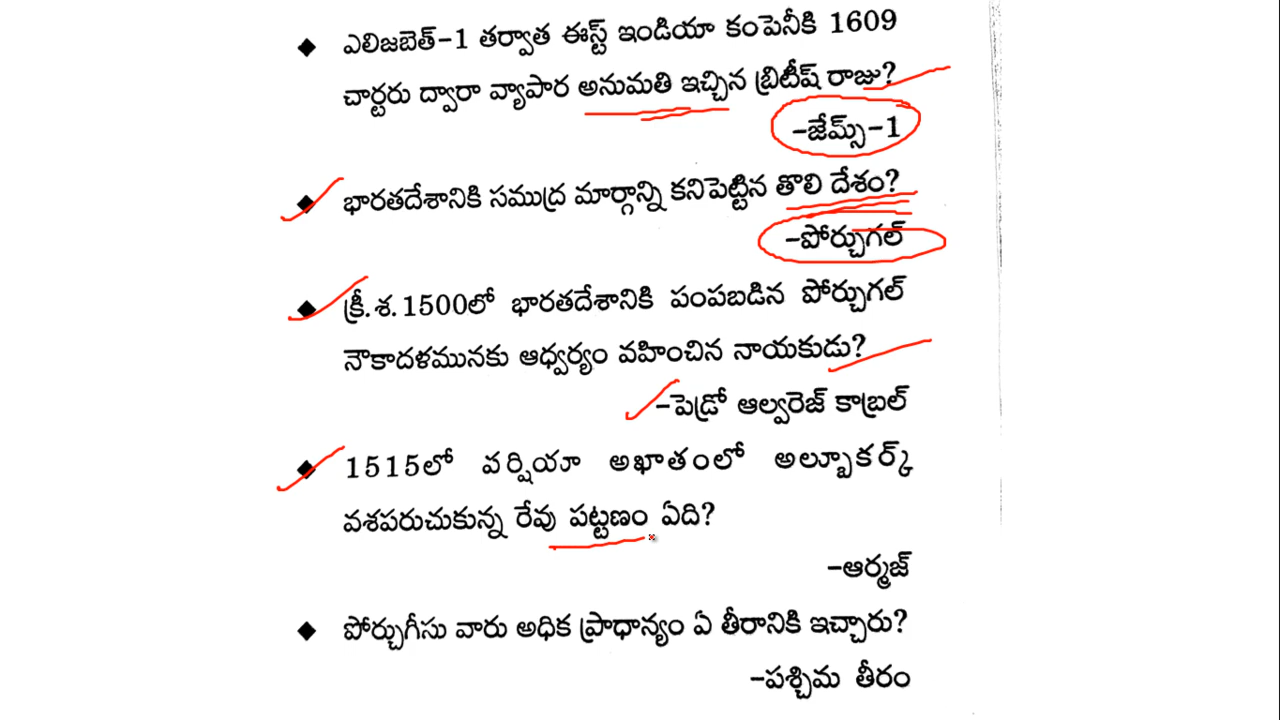 ◆ ఎలిజబెత్-1 తర్వాత ఈస్ట్ ఇండియా కంపెనీకి 1609
చార్టరు ద్వారా వ్యాపార అనుమతి ఇచ్చిన బ్రిటీష్ రాజు?
-జేమ్స్-1
◆ భారతదేశానికి సముద్ర మార్గాన్ని కనిపెట్టిన తొలి దేశం?
-పోర్చుగల్
◆ క్రీ.శ.1500లో భారతదేశానికి పంపబడిన పోర్చుగల్
నౌకాదళమునకు ఆధ్వర్యం వహించిన నాయకుడు?
-పెడ్రో ఆల్వరెజ్ కాబ్రల్
◆ 1515లో వర్షియా అఖాతంలో అల్బూకర్క్
వశపరుచుకున్న రేవు పట్టణం ఏది?
-ఆర్మజ్
◆ పోర్చుగీసు వారు అధిక ప్రాధాన్యం ఏ తీరానికి ఇచ్చారు?
-పశ్చిమ తీరం